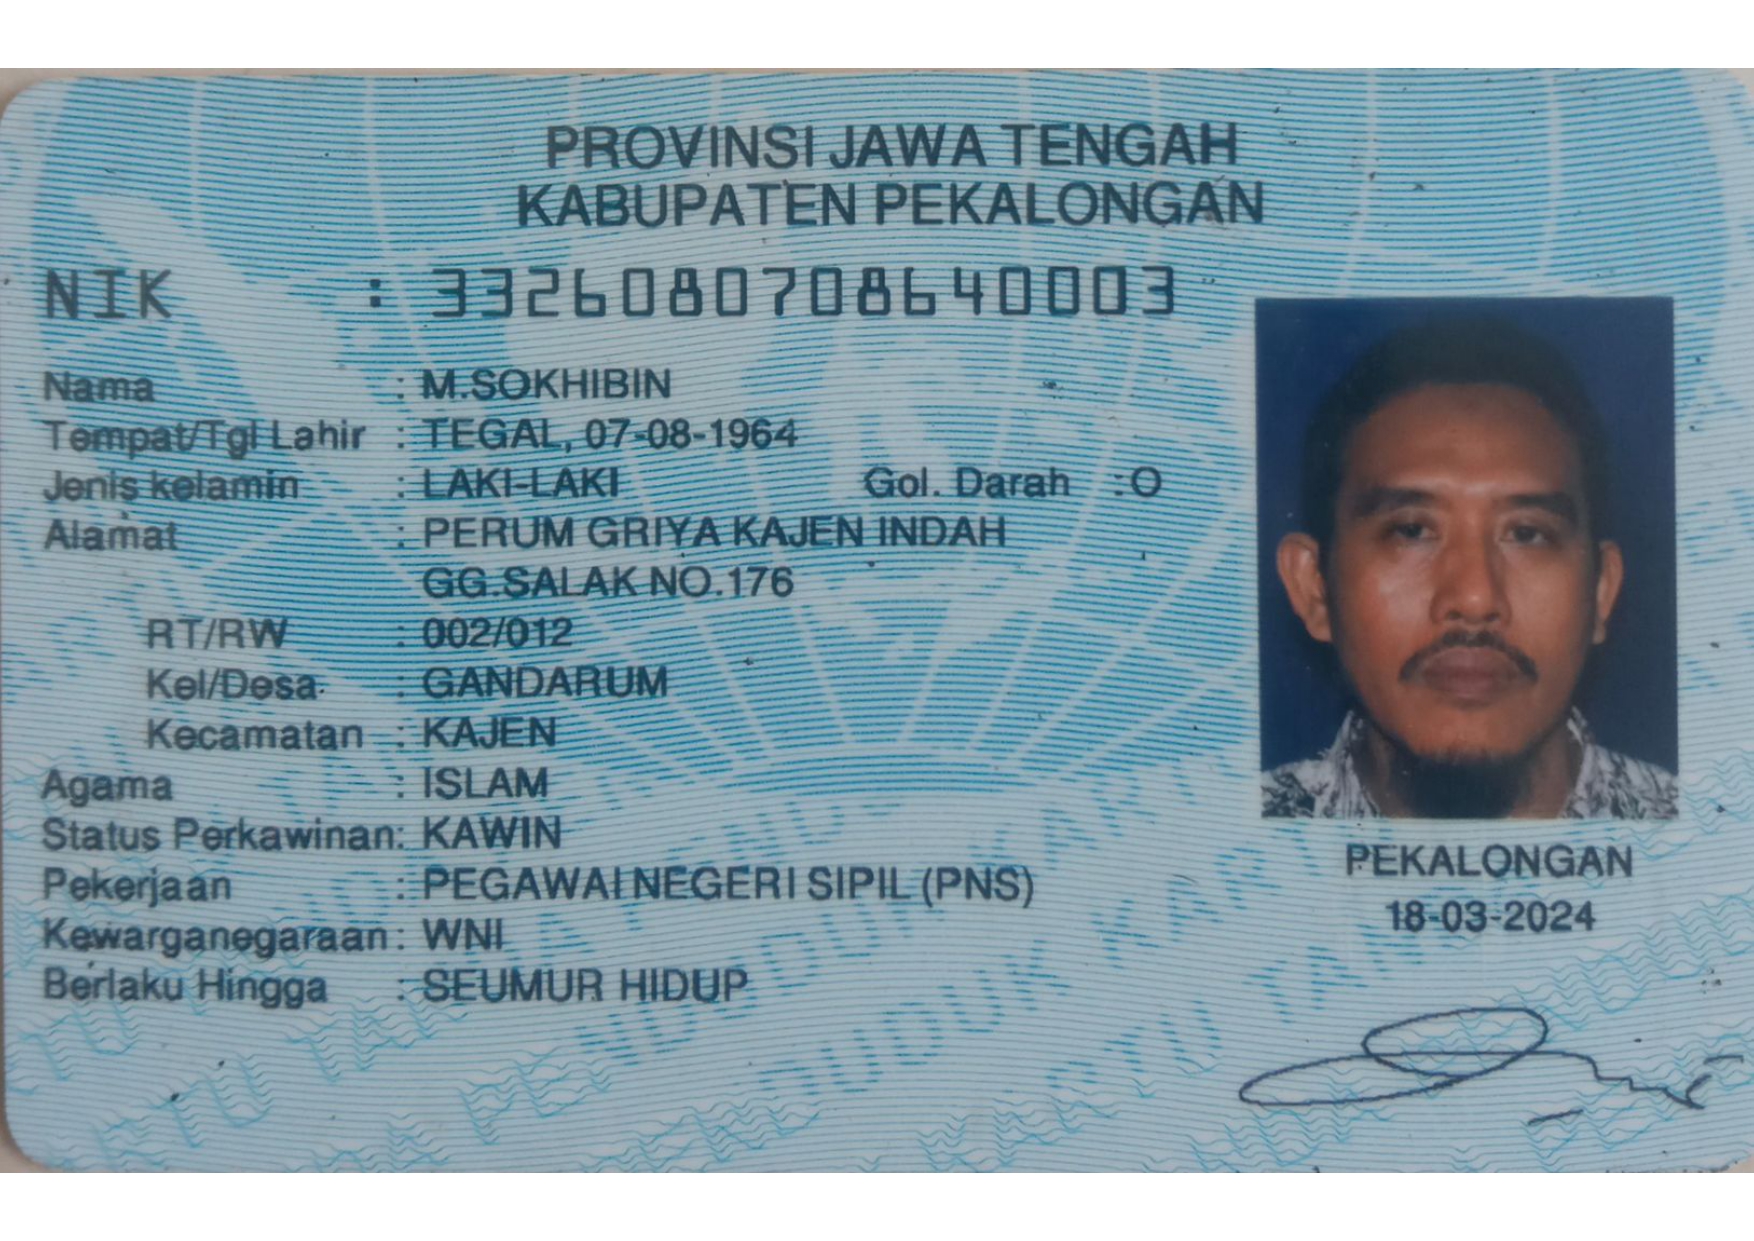 PROVINSI JAWA TENGAH
KABUPATEN PEKALONGAN
NIK : 3326080708640003
Nama : M.SOKHIBIN
Tempat/Tgl Lahir : TEGAL, 07-08-1964
Jenis kelamin : LAKI-LAKI Gol. Darah : O
Alamat : PERUM GRIYA KAJEN INDAH
GG.SALAK NO.176
RT/RW : 002/012
Kel/Desa : GANDARUM
Kecamatan : KAJEN
Agama : ISLAM
Status Perkawinan: KAWIN
Pekerjaan : PEGAWAI NEGERI SIPIL (PNS)
Kewarganegaraan : WNI
Berlaku Hingga : SEUMUR HIDUP
PEKALONGAN
18-03-2024